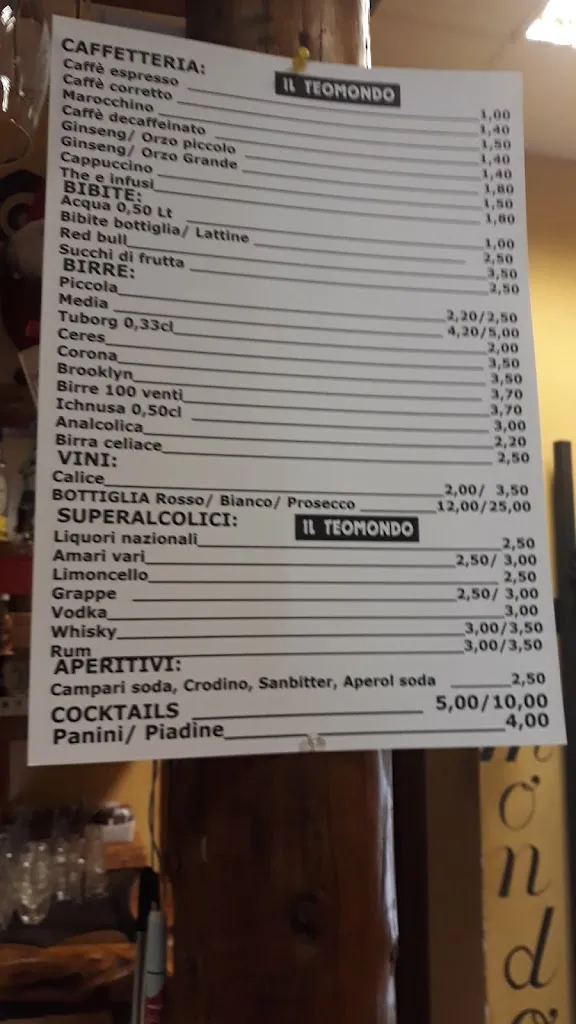 CAFFETTERIA:
IL TEOMONDO
Caffè espresso 1,00
Caffè corretto 1,40
Marocchino 1,50
Caffè decaffeinato 1,40
Ginseng/ Orzo piccolo 1,40
Ginseng/ Orzo Grande 1,80
Cappuccino 1,50
The e infusi 1,80
BIBITE:
Acqua 0,50 Lt 1,00
Bibite bottiglia/ Lattine 2,50
Red bull 3,50
Succhi di frutta 2,50
BIRRE:
Piccola 2,20/2,50
Media 4,20/5,00
Tuborg 0,33cl 2,00
Ceres 3,50
Corona 3,50
Brooklyn 3,70
Birre 100 venti 3,70
Ichnusa 0,50cl 3,00
Analcolica 2,20
Birra celiace 2,50
VINI:
Calice 2,00/ 3,50
BOTTIGLIA Rosso/ Bianco/ Prosecco 12,00/25,00
SUPERALCOLICI:
IL TEOMONDO
Liquori nazionali 2,50
Amari vari 2,50/ 3,00
Limoncello 2,50
Grappe 2,50/ 3,00
Vodka 3,00
Whisky 3,00/3,50
Rum 3,00/3,50
APERITIVI:
Campari soda, Crodino, Sanbitter, Aperol soda 2,50
COCKTAILS 5,00/10,00
Panini/ Piadine 4,00
m
o
n
d
o